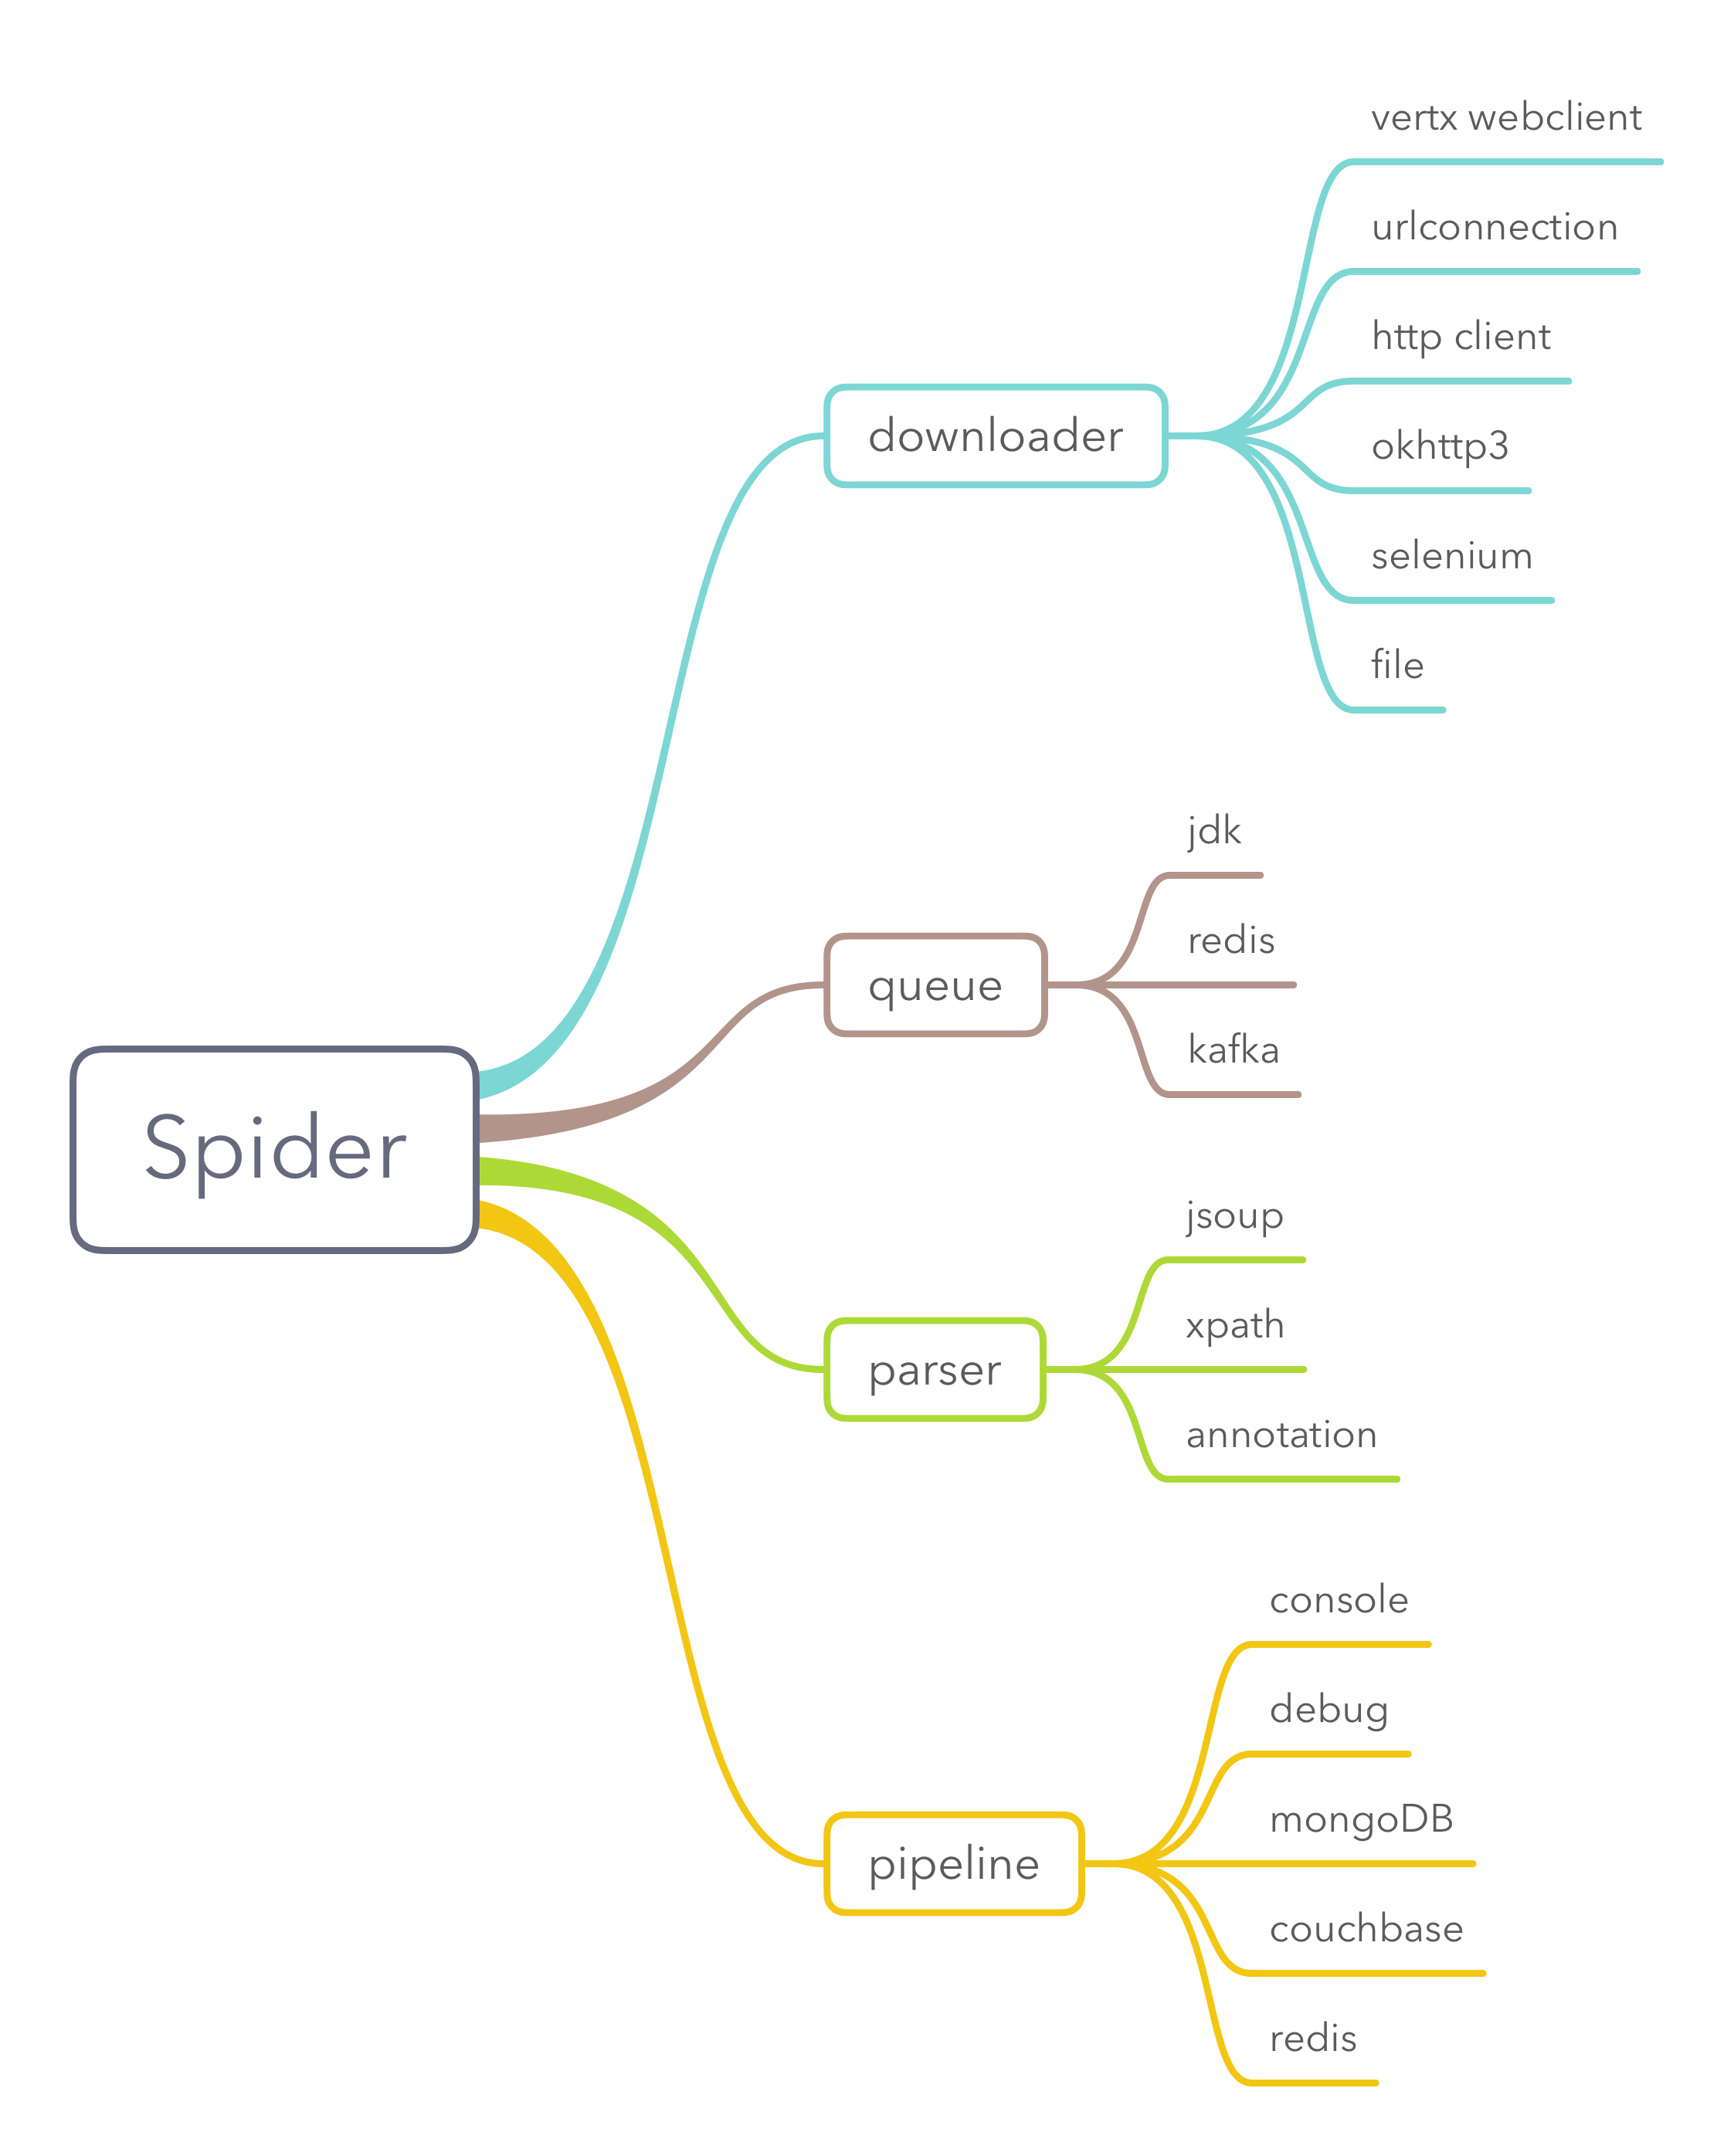 Spider
downloader
vertx webclient
urlconnection
http client
okhttp3
selenium
file
queue
jdk
redis
kafka
parser
jsoup
xpath
annotation
pipeline
console
debug
mongoDB
couchbase
redis